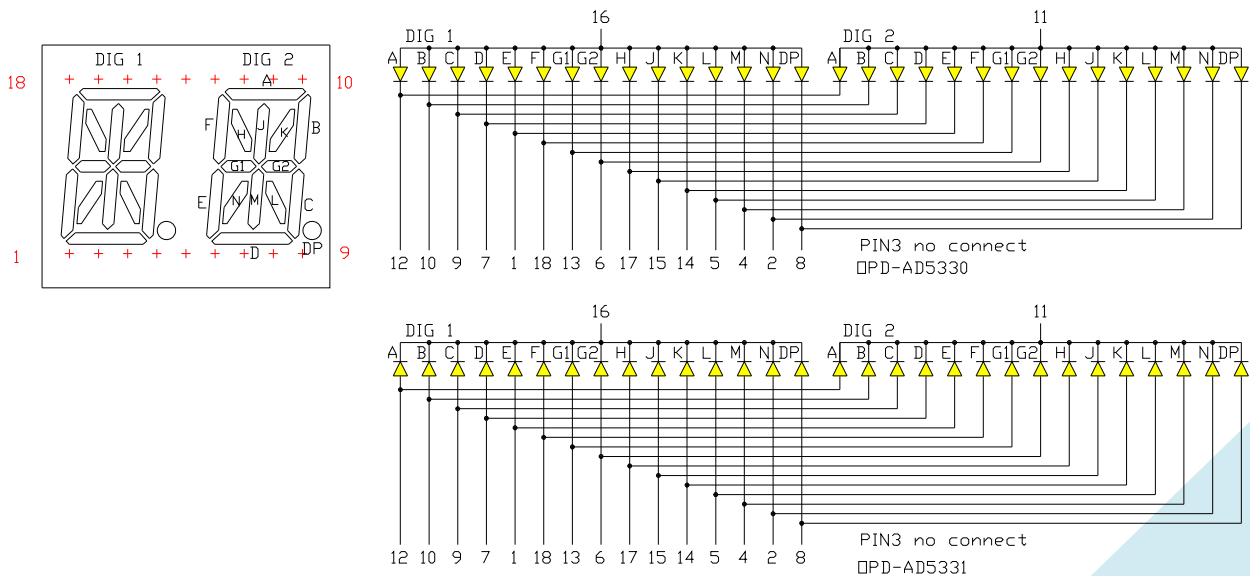 DIG 1 DIG 2
18 10
A
F H J K B
G1 G2
E N M L C
D DP
1 9
16 11
DIG 1 DIG 2
A B C D E F G1 G2 H J K L M N DP A B C D E F G1 G2 H J K L M N DP
12 10 9 7 1 18 13 6 17 15 14 5 4 2 8
PIN3 no connect
OPD-AD5330
16 11
DIG 1 DIG 2
A B C D E F G1 G2 H J K L M N DP A B C D E F G1 G2 H J K L M N DP
12 10 9 7 1 18 13 6 17 15 14 5 4 2 8
PIN3 no connect
OPD-AD5331